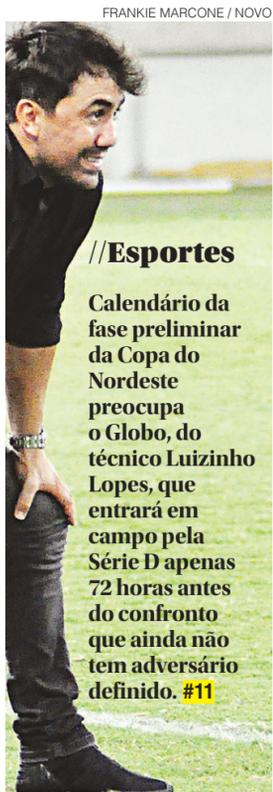 FRANKIE MARCONE / NOVO
//Esportes
Calendário da
fase preliminar
da Copa do
Nordeste
preocupa
o Globo, do
técnico Luizinho
Lopes, que
entrará em
campo pela
Série D apenas
72 horas antes
do confronto
que ainda não
tem adversário
definido. #11